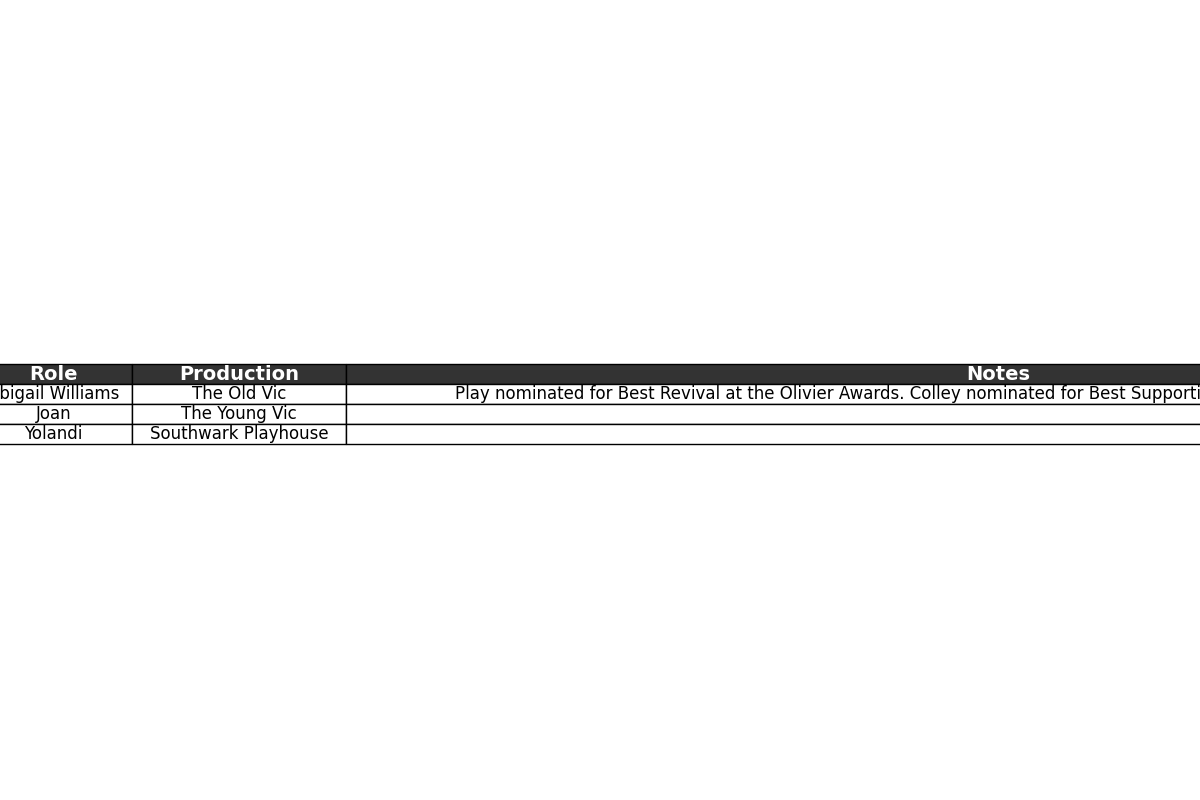 Role Production Notes
bigail Williams The Old Vic Play nominated for Best Revival at the Olivier Awards. Colley nominated for Best Supporti
Joan The Young Vic
Yolandi Southwark Playhouse